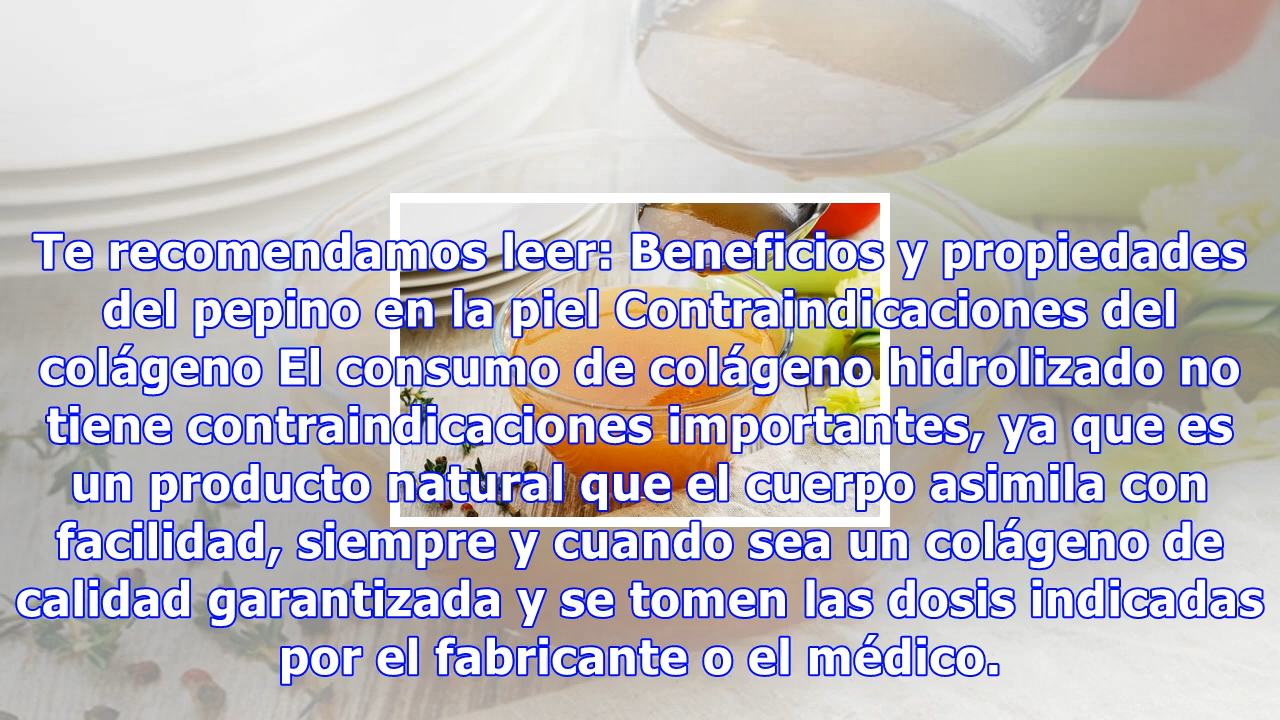 Te recomendamos leer: Beneficios y propiedades
del pepino en la piel Contraindicaciones del
colágeno El consumo de colágeno hidrolizado no
tiene contraindicaciones importantes, ya que es
un producto natural que el cuerpo asimila con
facilidad, siempre y cuando sea un colágeno de
calidad garantizada y se tomen las dosis indicadas
por el fabricante o el médico.